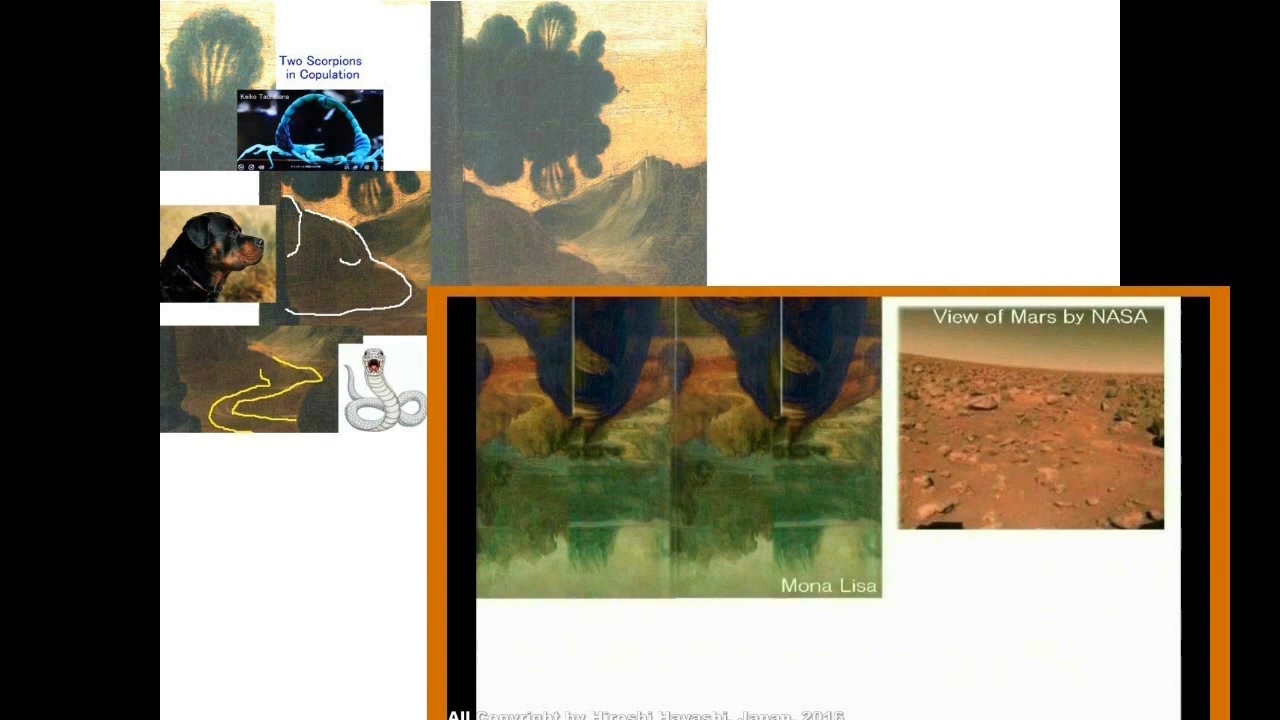 Two Scorpions
in Copulation
Keiko Tachibana
View of Mars by NASA
Mona Lisa
All Copyright by Hiroshi Hayashi, Japan, 2016